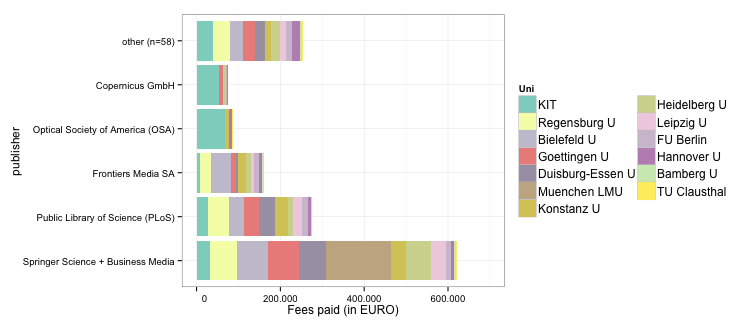 publisher
other (n=58)
Copernicus GmbH
Optical Society of America (OSA)
Frontiers Media SA
Public Library of Science (PLoS)
Springer Science + Business Media
0 200.000 400.000 600.000
Fees paid (in EURO)
Uni
KIT
Regensburg U
Bielefeld U
Goettingen U
Duisburg-Essen U
Muenchen LMU
Konstanz U
Heidelberg U
Leipzig U
FU Berlin
Hannover U
Bamberg U
TU Clausthal